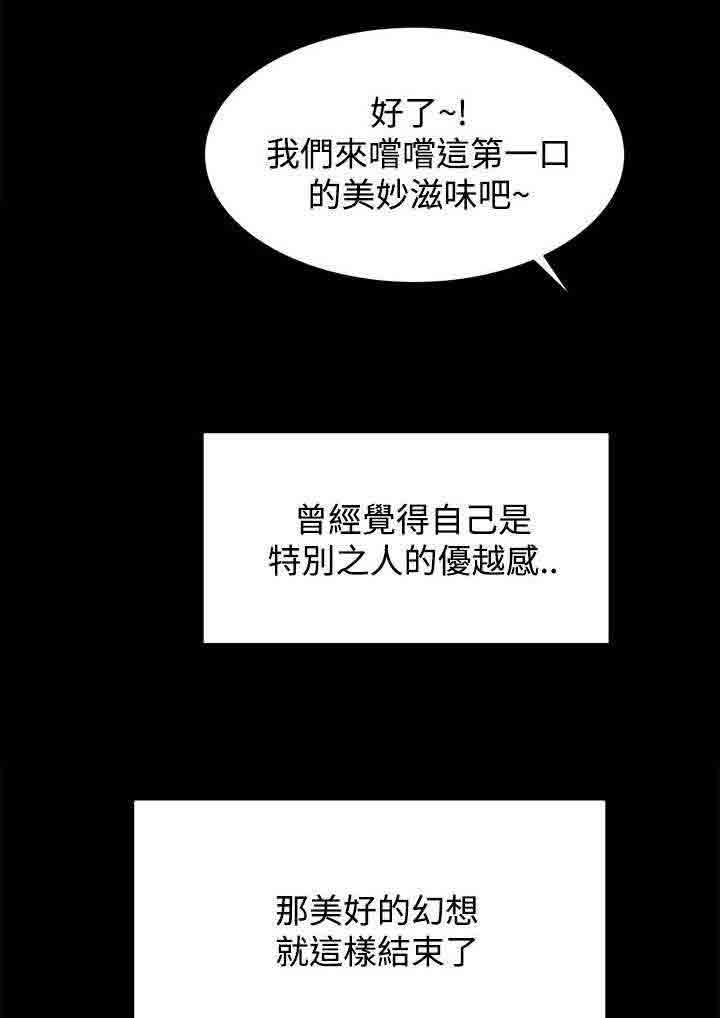 好了~!
我們來嚐嚐這第一口
的美妙滋味吧~
曾經覺得自己是
特別之人的優越感..
那美好的幻想
就這樣結束了